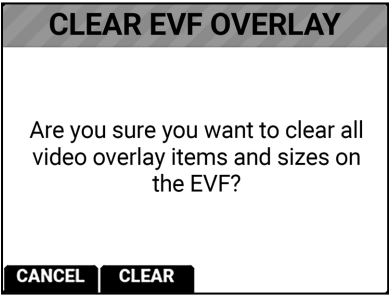 CLEAR EVF OVERLAY
Are you sure you want to clear all
video overlay items and sizes on
the EVF?
CANCEL CLEAR